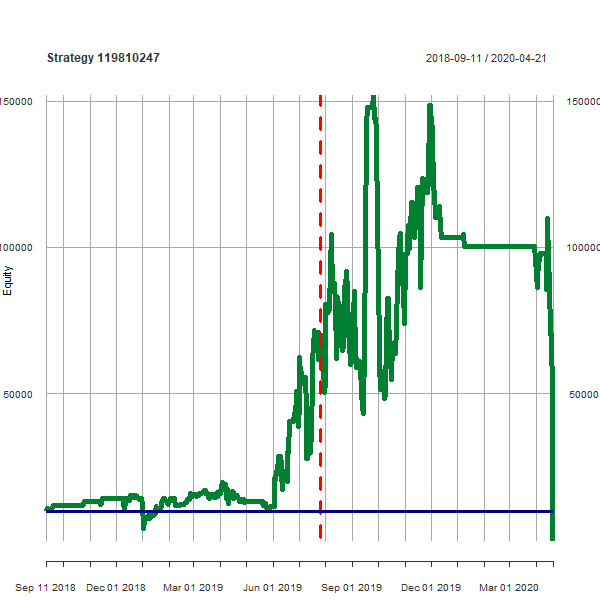 Strategy 119810247
2018-09-11 / 2020-04-21
150000
150000
100000
100000
Equity
50000
50000
Sep 11 2018
Dec 01 2018
Mar 01 2019
Jun 01 2019
Sep 01 2019
Dec 01 2019
Mar 01 2020